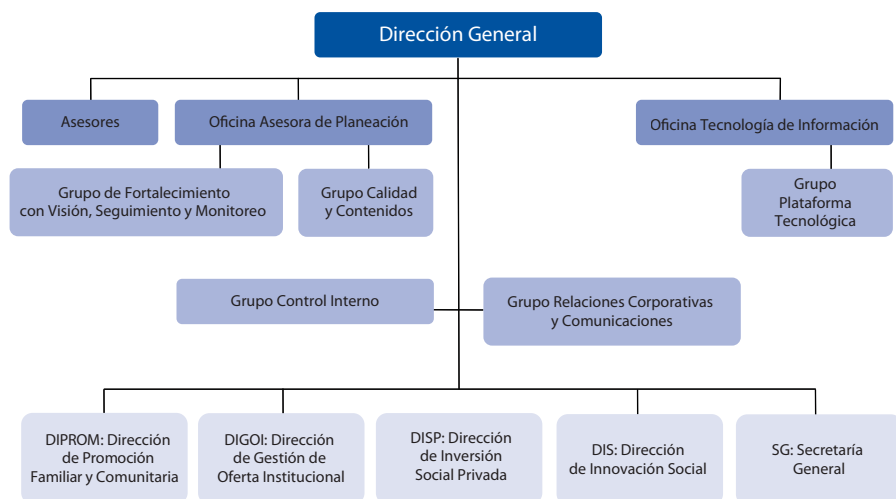 Dirección General
Asesores
Oficina Asesora de Planeación
Oficina Tecnología de Información
Grupo de Fortalecimiento
con Visión, Seguimiento y Monitoreo
Grupo Calidad
y Contenidos
Grupo
Plataforma
Tecnológica
Grupo Control Interno
Grupo Relaciones Corporativas
y Comunicaciones
DIPROM: Dirección
de Promoción
Familiar y Comunitaria
DIGOI: Dirección
de Gestión de
Oferta Institucional
DISP: Dirección
de Inversión
Social Privada
DIS: Dirección
de Innovación Social
SG: Secretaría
General